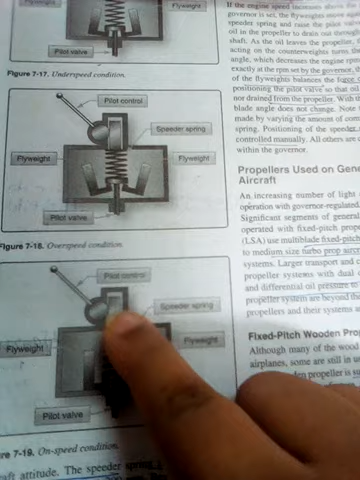 Flyweight
Flyweight
Pilot valve
Figure 7-17. Underspeed condition.
Pilot control
Speeder spring
Flyweight
Flyweight
Pilot valve
Figure 7-18. Overspeed condition.
Pilot control
Speeder spring
Flyweight
Flyweight
Pilot valve
re 7-19. On-speed condition.
raft attitude. The speeder spring
If the engine speed increases above the
governor is set, the flyweights move
speeder spring and raise the pilot
oil in the propeller to drain out through
shaft. As the oil leaves the propeller,
acting on the counterweights turns
angle, which decreases the engine
exactly at the rpm set by the governor,
of the flyweights balances the force
positioning the pilot valve so that oil
nor drained from the propeller. With
blade angle does not change. Note
made by varying the amount of
spring. Positioning of the speeder
controlled manually. All others are
within the governor.
Propellers Used on Gene
Aircraft
An increasing number of light
operation with governor-regulated,
Significant segments of general
operated with fixed-pitch
(LSA) use multiblade fixed-pitch
to medium size turbo prop
systems. Larger transport and
propeller systems with dual
and differential oil pressure to
propeller system are beyond
propellers and their systems
Fixed-Pitch Wooden Prop
Although many of the wood
airplanes, some are still in
propeller is